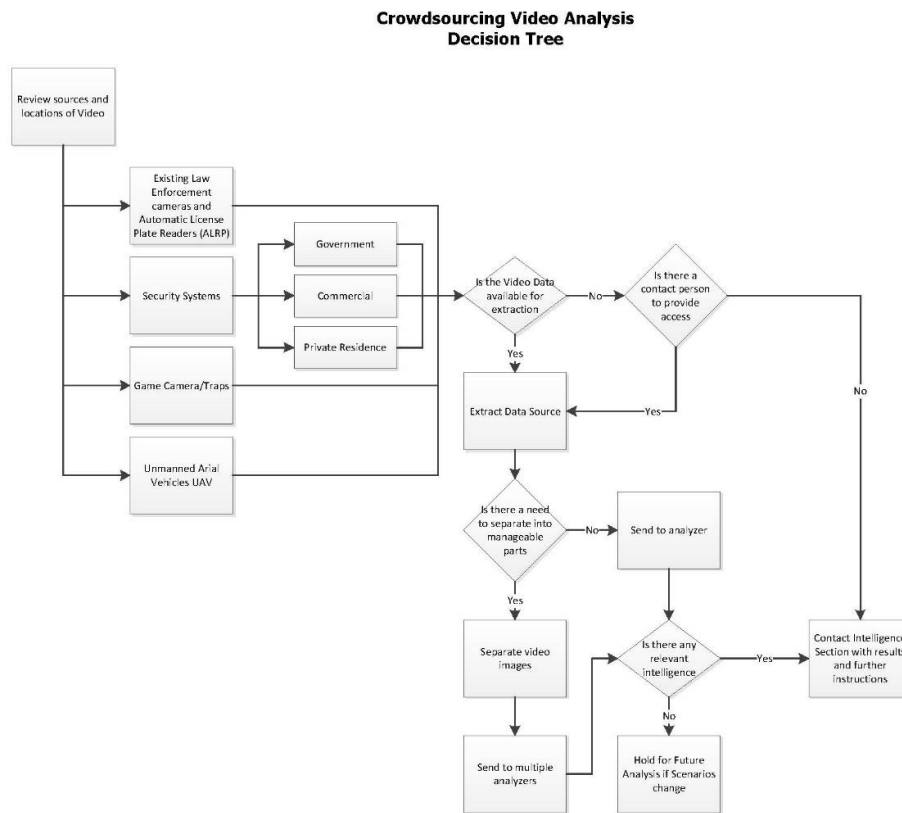 Crowdsourcing Video Analysis
Decision Tree
Review sources and
locations of Video
Existing Law
Enforcement
cameras and
Automatic License
Plate Readers (ALRP)
Security Systems
Game Camera/Traps
Unmanned Arial
Vehicles UAV
Government
Commercial
Private Residence
Is the Video Data
available for
extraction
No
Is there a
contact person
to provide
access
Yes
Extract Data Source
Yes
No
Is there a need
to separate into
manageable
parts
No
Send to analyzer
Yes
Separate video
images
Send to multiple
analyzers
Is there any
relevant
intelligence
Yes
Contact Intelligence
Section with results
and further
instructions
No
Hold for Future
Analysis if Scenarios
change